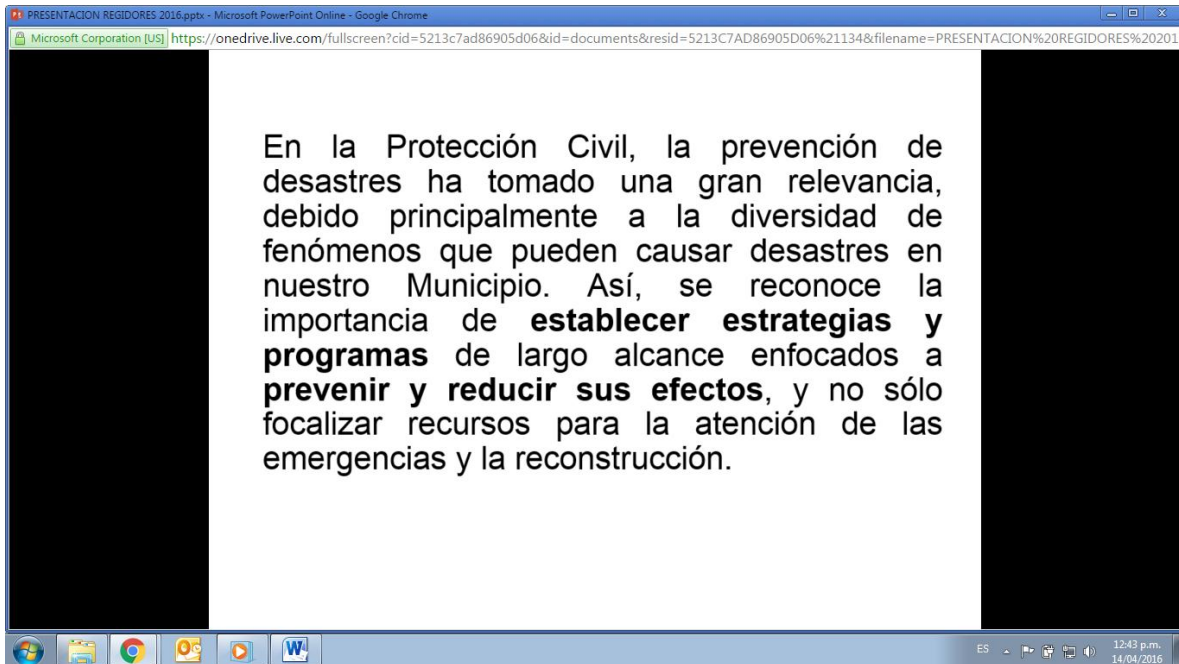 PRESENTACION REGIDORES 2016.pptx - Microsoft PowerPoint Online - Google Chrome
Microsoft Corporation [US] https://onedrive.live.com/fullscreen?cid=5213c7ad86905d06&id=documents&resid=5213C7AD86905D06%21134&filename=PRESENTACION%20REGIDORES%20201
En la Protección Civil, la prevención de
desastres ha tomado una gran relevancia,
debido principalmente a la diversidad de
fenómenos que pueden causar desastres en
nuestro Municipio. Así, se reconoce la
importancia de establecer estrategias y
programas de largo alcance enfocados a
prevenir y reducir sus efectos, y no sólo
focalizar recursos para la atención de las
emergencias y la reconstrucción.
ES
12:43 p.m.
14/04/2016